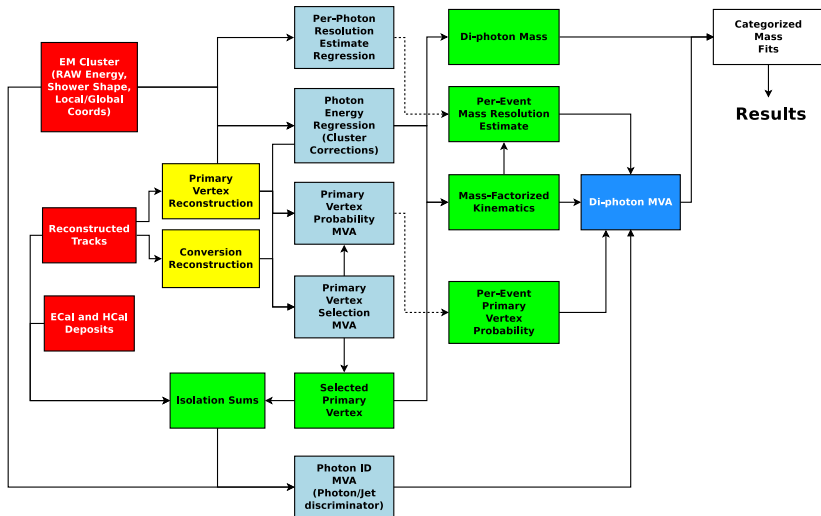 EM Cluster
(RAW Energy,
Shower Shape,
Local/Global
Coords)
Per-Photon
Resolution
Estimate
Regression
Di-photon Mass
Categorized
Mass
Fits
Results
Photon
Energy
Regression
(Cluster
Corrections)
Per-Event
Mass Resolution
Estimate
Primary
Vertex
Reconstruction
Primary
Vertex
Probability
MVA
Mass-Factorized
Kinematics
Di-photon MVA
Reconstructed
Tracks
Conversion
Reconstruction
Primary
Vertex
Selection
MVA
Per-Event
Primary
Vertex
Probability
ECal and HCal
Deposits
Isolation Sums
Selected
Primary
Vertex
Photon ID
MVA
(Photon/Jet
discriminator)